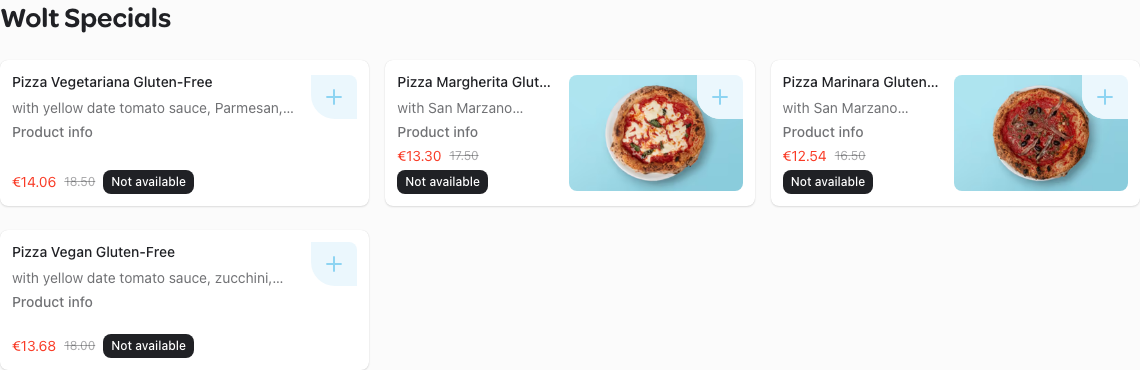 Wolt Specials
Pizza Vegetariana Gluten-Free
with yellow date tomato sauce, Parmesan,...
Product info
€14.06 18.50 Not available
Pizza Margherita Glut...
with San Marzano...
Product info
€13.30 17.50
Not available
Pizza Marinara Gluten...
with San Marzano...
Product info
€12.54 16.50
Not available
Pizza Vegan Gluten-Free
with yellow date tomato sauce, zucchini,...
Product info
€13.68 18.00 Not available